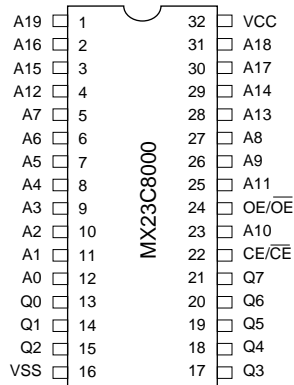 A19 1 32 VCC
A16 2 31 A18
A15 3 30 A17
A12 4 29 A14
A7 5 28 A13
A6 6 27 A8
A5 7 26 A9
A4 8 25 A11
A3 9 24 OE/O̅E̅
A2 10 23 A10
A1 11 22 CE/C̅E̅
A0 12 21 Q7
Q0 13 20 Q6
Q1 14 19 Q5
Q2 15 18 Q4
VSS 16 17 Q3
MX23C8000